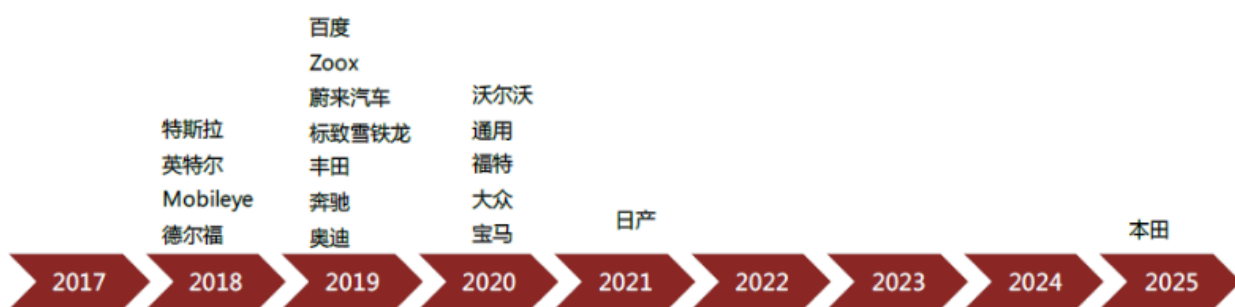 百度
Zoox
蔚来汽车
标致雪铁龙
丰田
奔驰
奥迪
特斯拉
英特尔
Mobileye
德尔福
沃尔沃
通用
福特
大众
宝马
日产
本田
2017 2018 2019 2020 2021 2022 2023 2024 2025